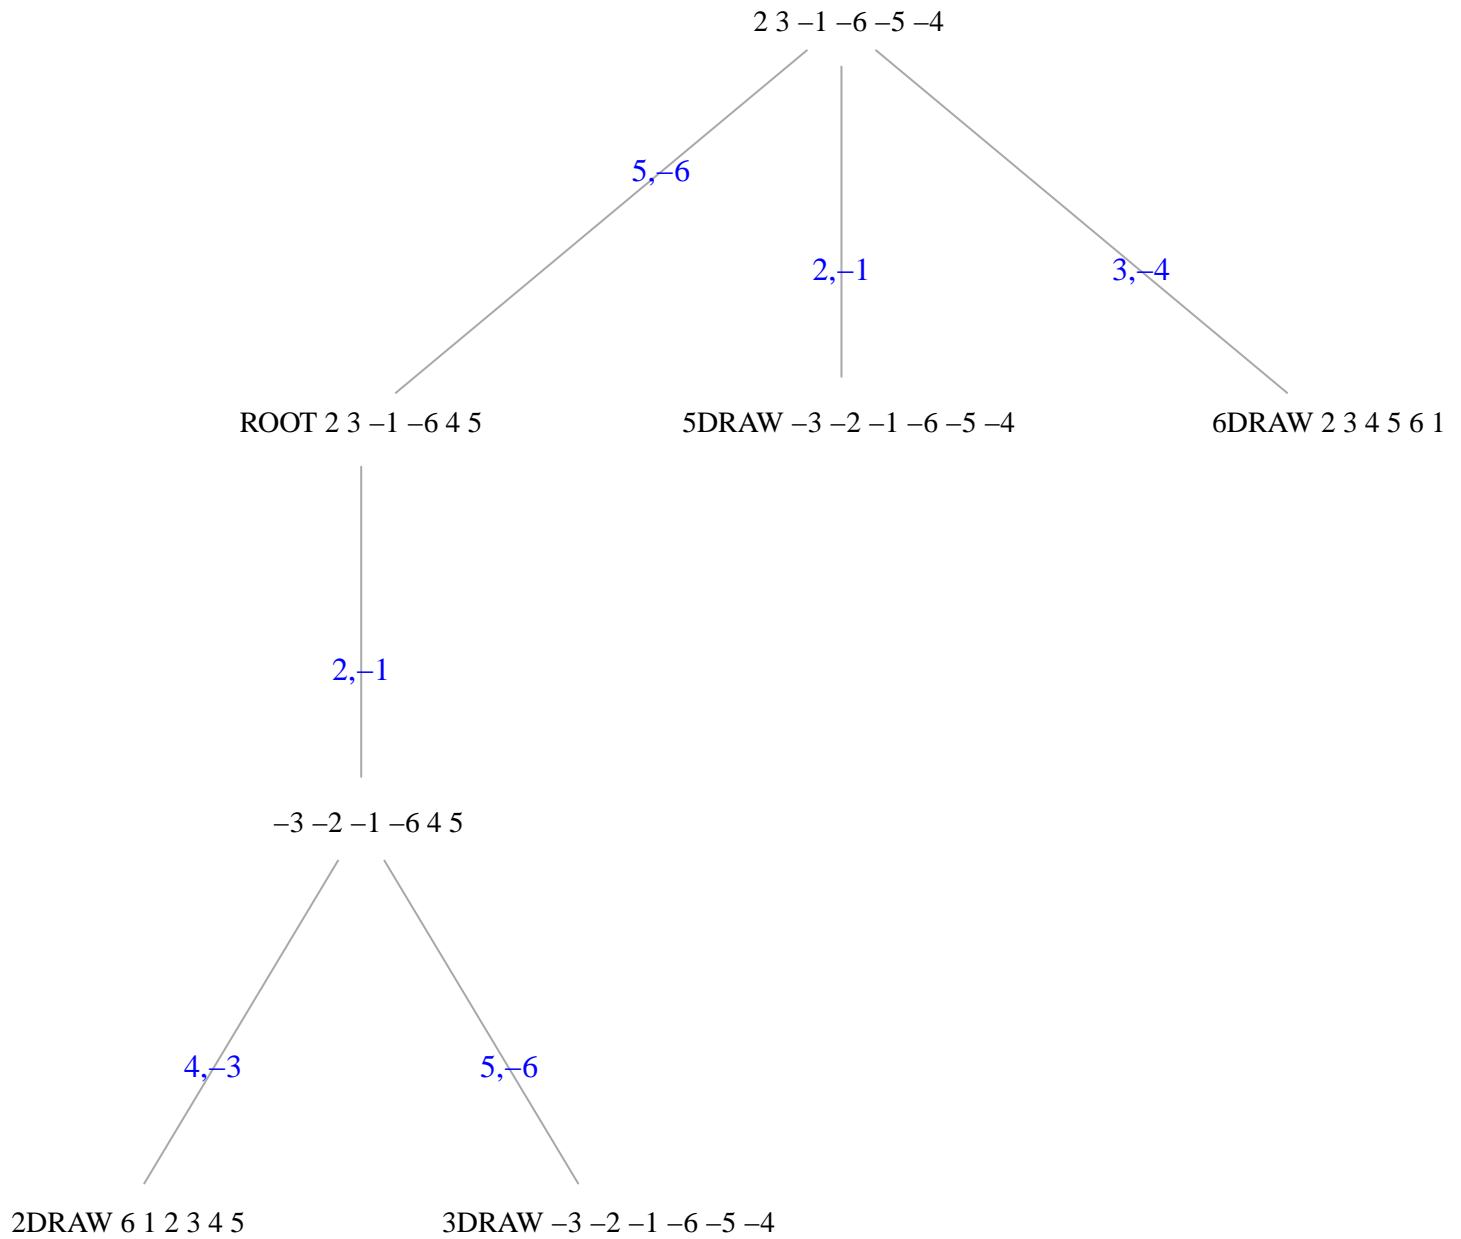 2 3 –1 –6 –5 –4
5,–6
2,–1
3,–4
ROOT 2 3 –1 –6 4 5
5DRAW –3 –2 –1 –6 –5 –4
6DRAW 2 3 4 5 6 1
2,–1
–3 –2 –1 –6 4 5
4,–3
5,–6
2DRAW 6 1 2 3 4 5
3DRAW –3 –2 –1 –6 –5 –4